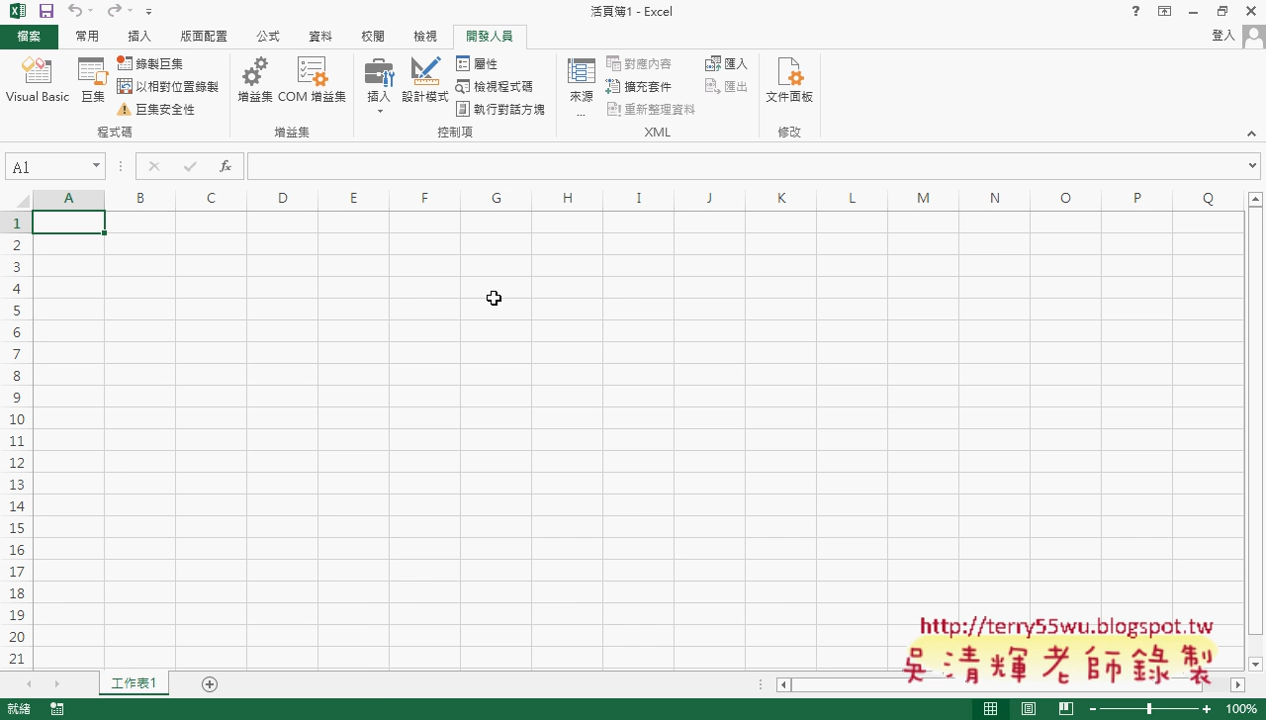 活頁簿1 - Excel
?
檔案 常用 插入 版面配置 公式 資料 校閱 檢視 開發人員 登入
Visual Basic
巨集
錄製巨集
以相對位置錄製
巨集安全性
程式碼
增益集
COM 增益集
增益集
插入
設計模式
屬性
檢視程式碼
執行對話方塊
控制項
來源
...
對應內容
擴充套件
重新整理資料
匯入
匯出
XML
文件面板
修改
A1
fx
A B C D E F G H I J K L M N O P Q
1
2
3
4
5
6
7
8
9
10
11
12
13
14
15
16
17
18
19
20
21
http://terry55wu.blogspot.tw
吳清輝老師錄製
工作表1
就緒
100%